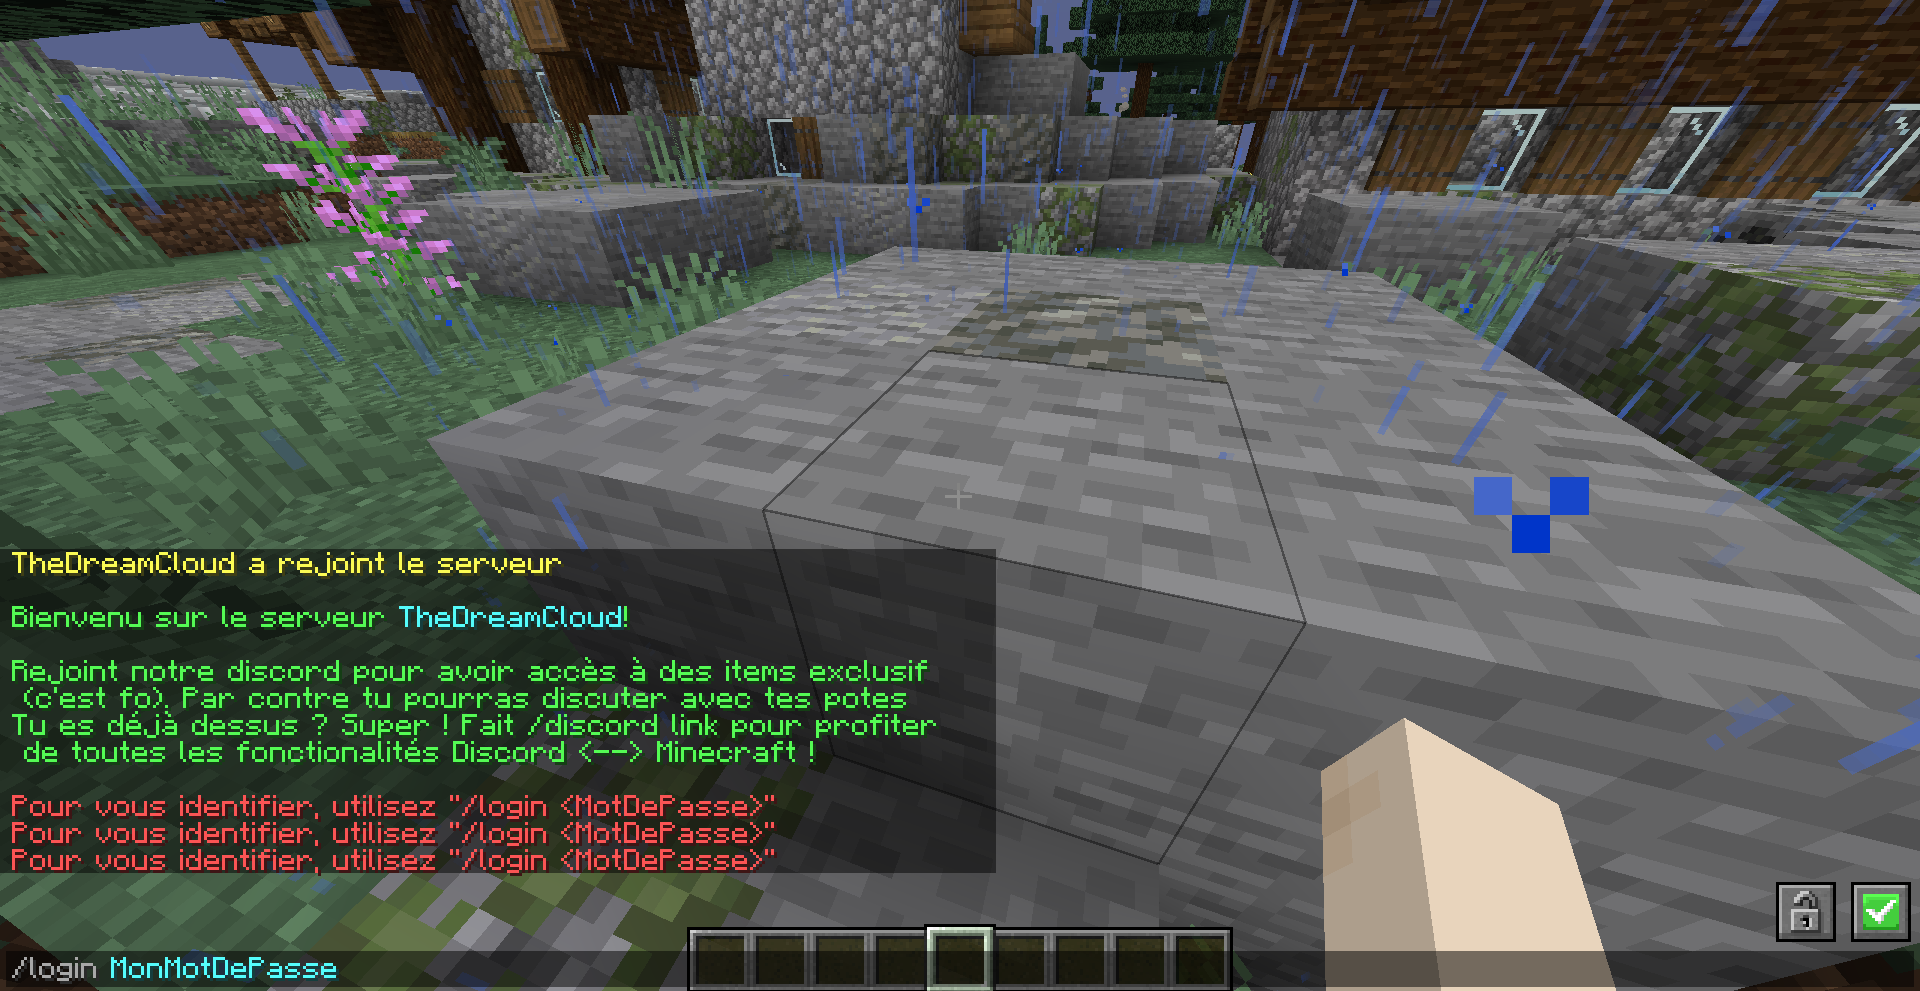 TheDreamCloud a rejoint le serveur
Bienvenu sur le serveur TheDreamCloud!
Rejoint notre discord pour avoir accès à des items exclusif
(c'est fo). Par contre tu pourras discuter avec tes potes
Tu es déjà dessus ? Super ! Fait /discord link pour profiter
de toutes les fonctionalités Discord <--> Minecraft !
Pour vous identifier, utilisez "/login <MotDePasse>"
Pour vous identifier, utilisez "/login <MotDePasse>"
Pour vous identifier, utilisez "/login <MotDePasse>"
/login MonMotDePasse